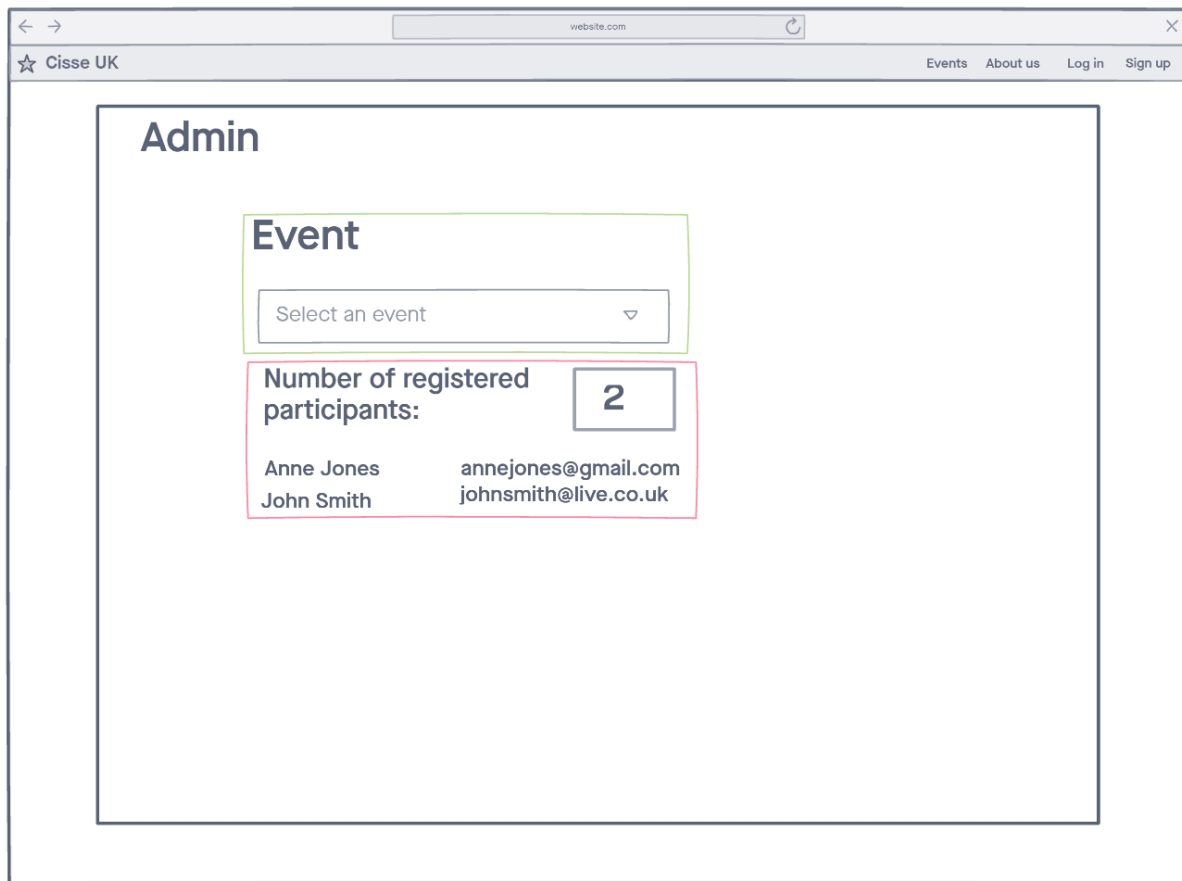 website.com
Cisse UK
Events About us Log in Sign up
Admin
Event
Select an event
Number of registered
participants:
2
Anne Jones annejones@gmail.com
John Smith johnsmith@live.co.uk